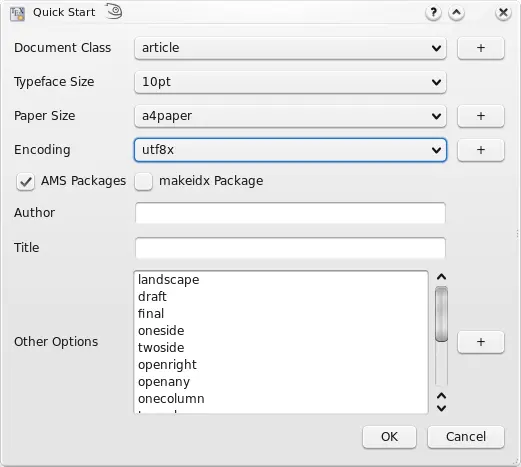 Quick Start
Document Class article +
Typeface Size 10pt
Paper Size a4paper +
Encoding utf8x +
AMS Packages makeidx Package
Author
Title
landscape
draft
final
oneside
twoside
Other Options +
openright
openany
onecolumn
OK Cancel